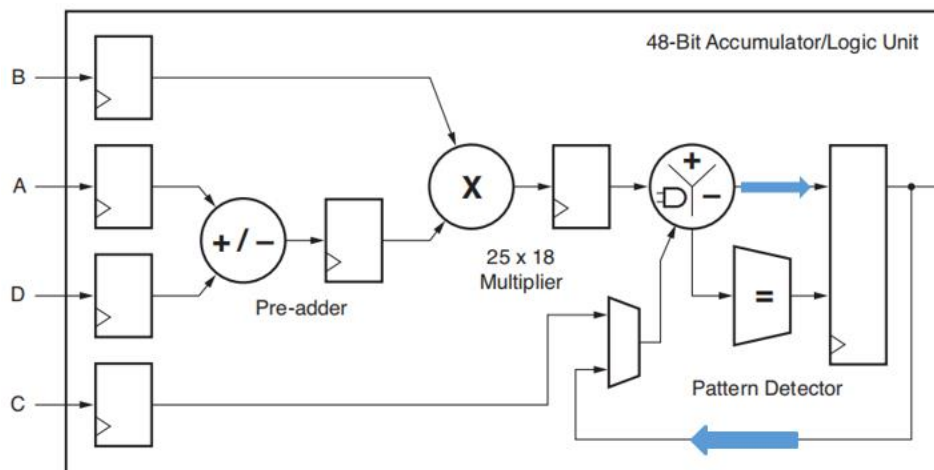 48-Bit Accumulator/Logic Unit
B
A
+
X
−
+ / −
D
25 x 18
Multiplier
Pre-adder
=
Pattern Detector
C